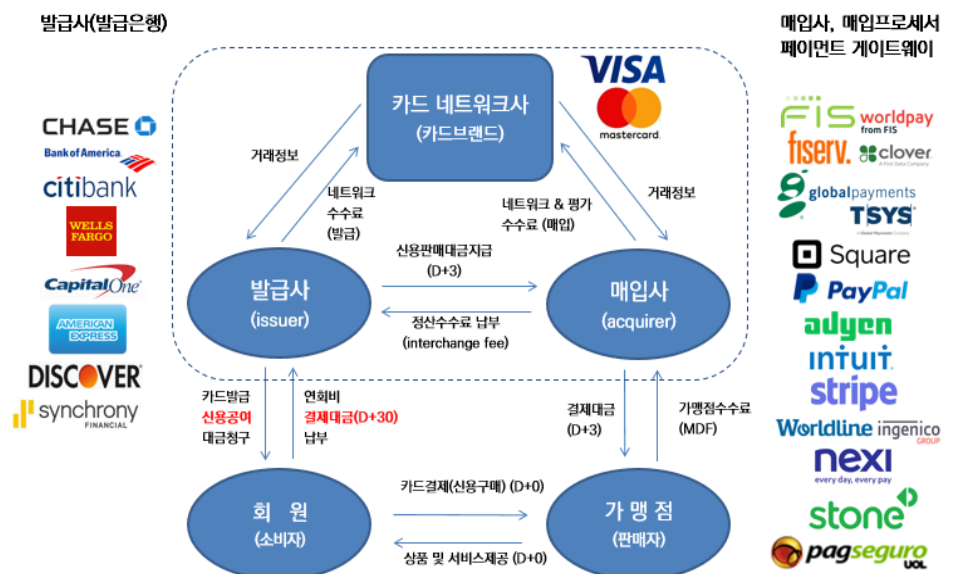 발급사(발급은행)
매입사, 매입프로세서
페이먼트 게이트웨이
카드 네트워크사
(카드브랜드)
VISA
mastercard.
CHASE
Bank of America.
citibank
WELLS
FARGO
Capital One
AMERICAN
EXPRESS
DISCOVER
synchrony
FINANCIAL
거래정보
네트워크
수수료
(발급)
네트워크 & 평가
수수료 (매입)
거래정보
발급사
(issuer)
신용판매대금지급
(D+3)
정산수수료 납부
(interchange fee)
매입사
(acquirer)
카드발급
신용공여
대금청구
연회비
결제대금(D+30)
납부
결제대금
(D+3)
가맹점수수료
(MDF)
회 원
(소비자)
카드결제(신용구매) (D+0)
상품 및 서비스제공 (D+0)
가 맹 점
(판매자)
FIS
worldpay
from FIS
fiserv.
clover
A First Data Company
globalpayments
TSYS
Square
PayPal
adyen
intuit.
stripe
Worldline
ingenico
GROUP
nexi
every day, every pay
stone
pagseguro
UOL